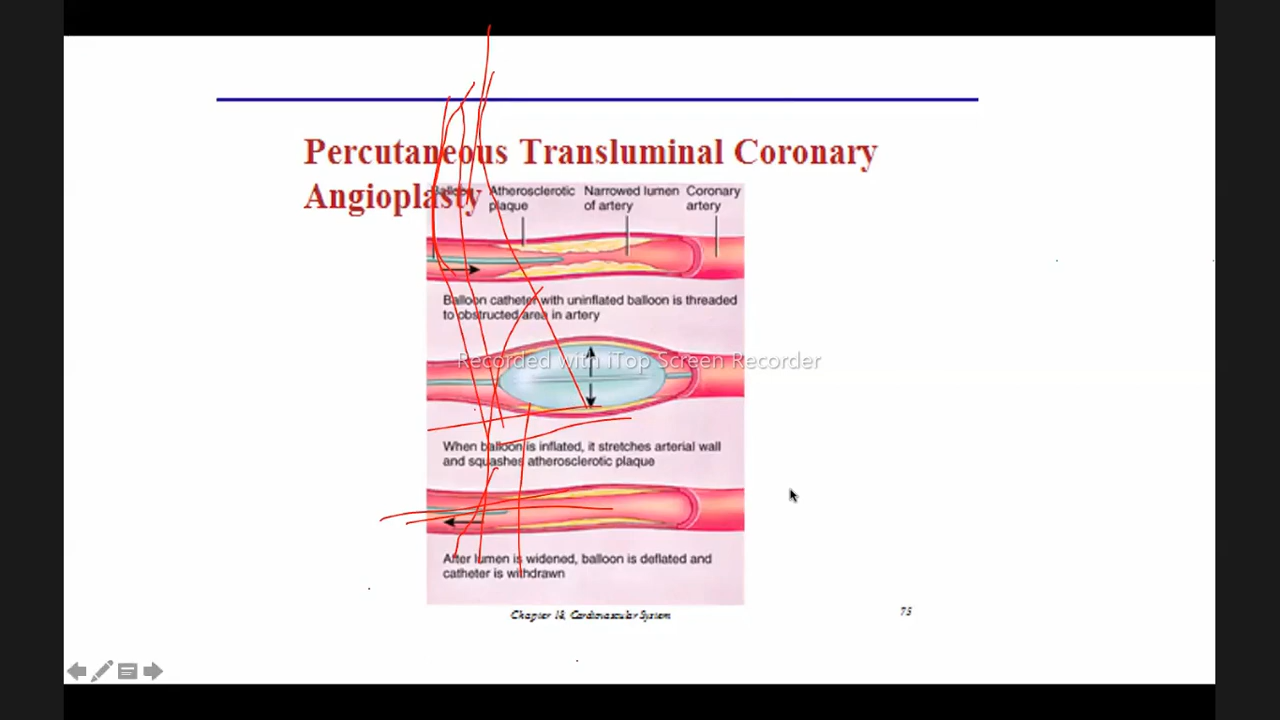 Percutaneous Transluminal Coronary
Angioplasty
Balloon Atherosclerotic plaque
Narrowed lumen of artery
Coronary artery
Balloon catheter with uninflated balloon is threaded
to obstructed area in artery
Recorded with iTop Screen Recorder
When balloon is inflated, it stretches arterial wall
and squashes atherosclerotic plaque
After lumen is widened, balloon is deflated and
catheter is withdrawn
Chapter 18, Cardiovascular System
75